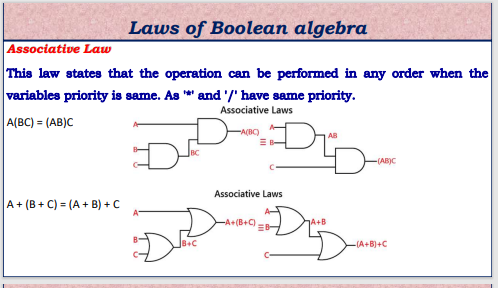 Laws of Boolean algebra
Associative Law
This law states that the operation can be performed in any order when the
variables priority is same. As '*' and '/' have same priority.
Associative Laws
A(BC) = (AB)C
A
B
C
BC
A(BC)
≡
A
B
C
AB
(AB)C
Associative Laws
A + (B + C) = (A + B) + C
A
B
C
B+C
A+(B+C)
≡
A
B
C
A+B
(A+B)+C